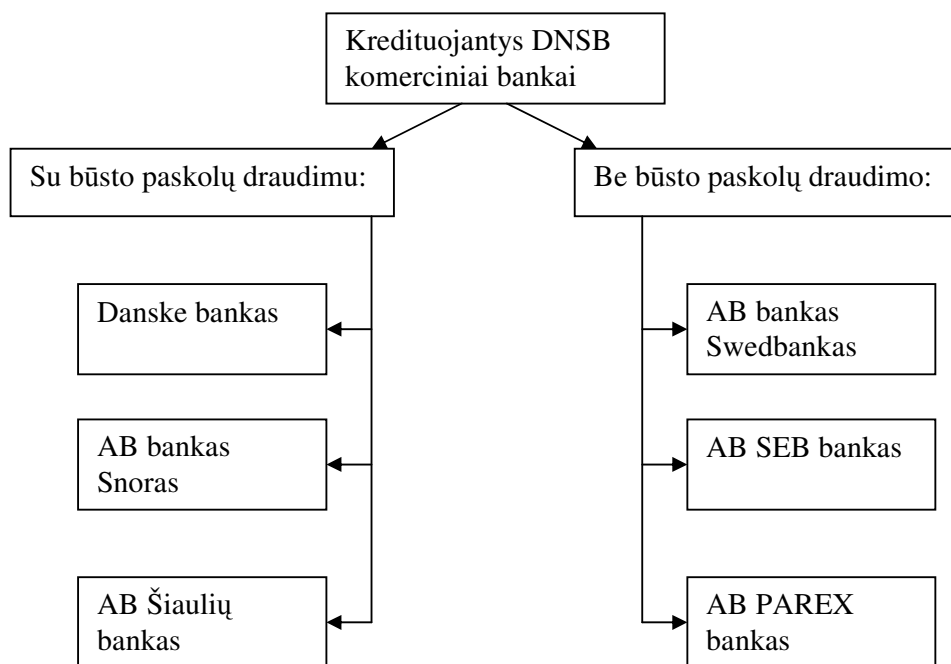 Kredituojantys DNSB
komerciniai bankai
Su būsto paskolų draudimu:
Be būsto paskolų draudimo:
Danske bankas
AB bankas
Snoras
AB Šiaulių
bankas
AB bankas
Swedbankas
AB SEB bankas
AB PAREX
bankas